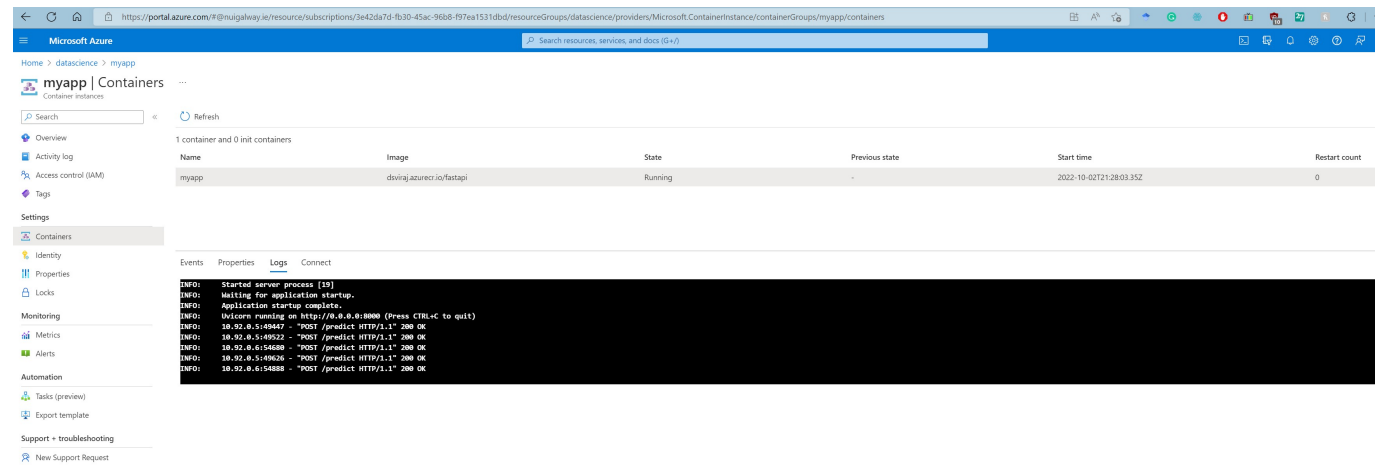 https://portal.azure.com/#@nuigalway.ie/resource/subscriptions/3e42da7d-fb30-45ac-96b8-f97ea1531dbd/resourceGroups/datascience/providers/Microsoft.ContainerInstance/containerGroups/myapp/containers
Microsoft Azure
Search resources, services, and docs (G+/)
Home > datascience > myapp
myapp | Containers ...
Container instances
Search «
Refresh
Overview
Activity log
Access control (IAM)
Tags
Settings
Containers
Identity
Properties
Locks
Monitoring
Metrics
Alerts
Automation
Tasks (preview)
Export template
Support + troubleshooting
New Support Request
1 container and 0 init containers
Name Image State Previous state Start time Restart count
myapp dsviraj.azurecr.io/fastapi Running - 2022-10-02T21:28:03.35Z 0
Events Properties Logs Connect
INFO: Started server process [19]
INFO: Waiting for application startup.
INFO: Application startup complete.
INFO: Uvicorn running on http://0.0.0.0:8000 (Press CTRL+C to quit)
INFO: 10.92.0.5:49447 - "POST /predict HTTP/1.1" 200 OK
INFO: 10.92.0.5:49522 - "POST /predict HTTP/1.1" 200 OK
INFO: 10.92.0.6:54680 - "POST /predict HTTP/1.1" 200 OK
INFO: 10.92.0.5:49626 - "POST /predict HTTP/1.1" 200 OK
INFO: 10.92.0.6:54888 - "POST /predict HTTP/1.1" 200 OK